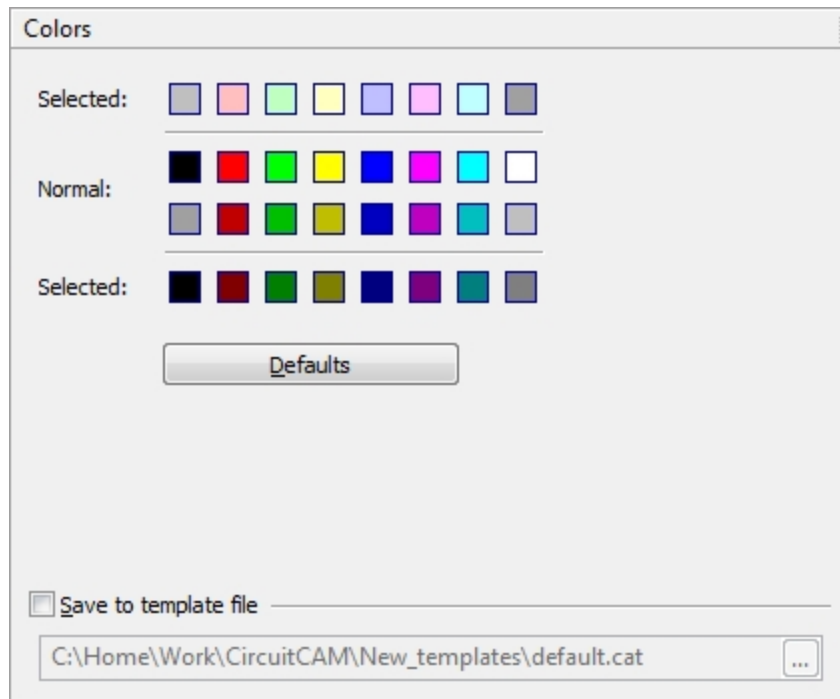 Colors
Selected:
Normal:
Selected:
Defaults
Save to template file
C:\Home\Work\CircuitCAM\New_templates\default.cat
...